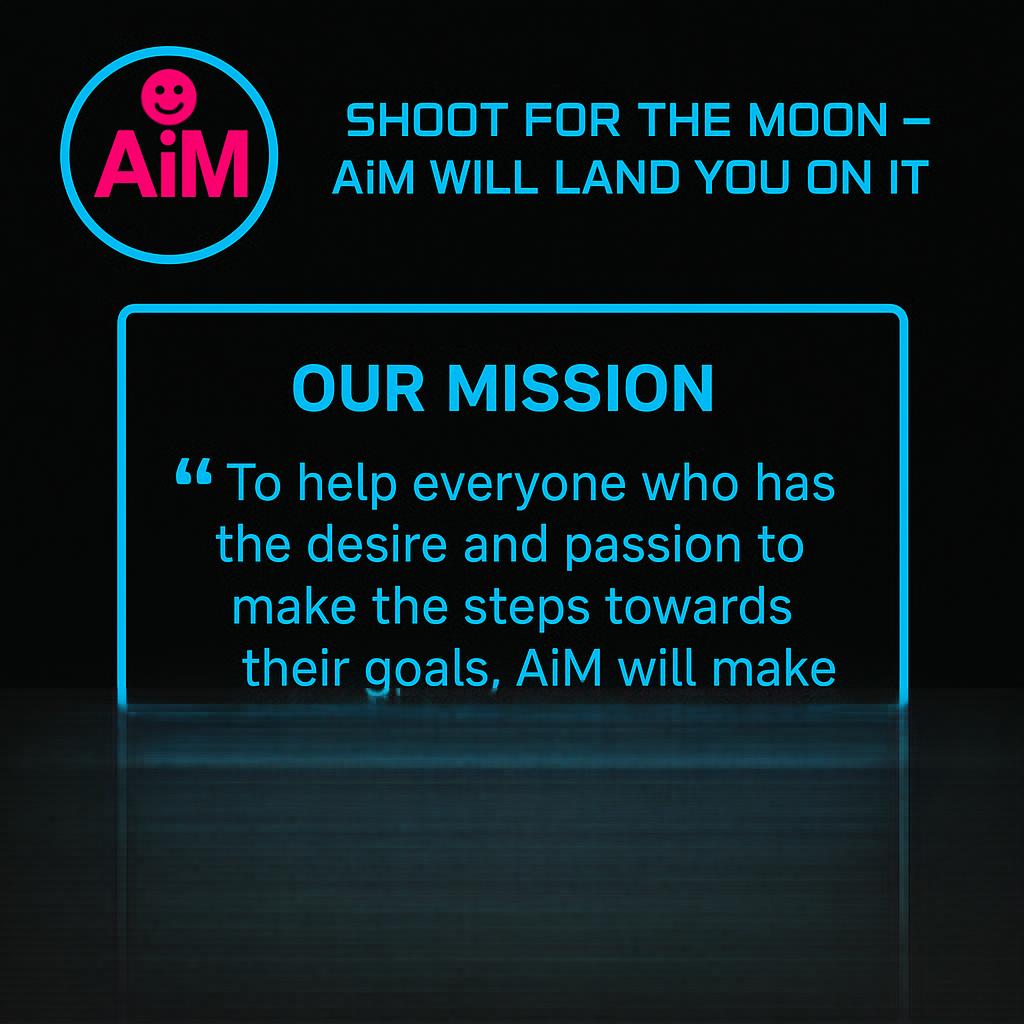 AiM
SHOOT FOR THE MOON –
AiM WILL LAND YOU ON IT
OUR MISSION
“ To help everyone who has
the desire and passion to
make the steps towards
their goals, AiM will make